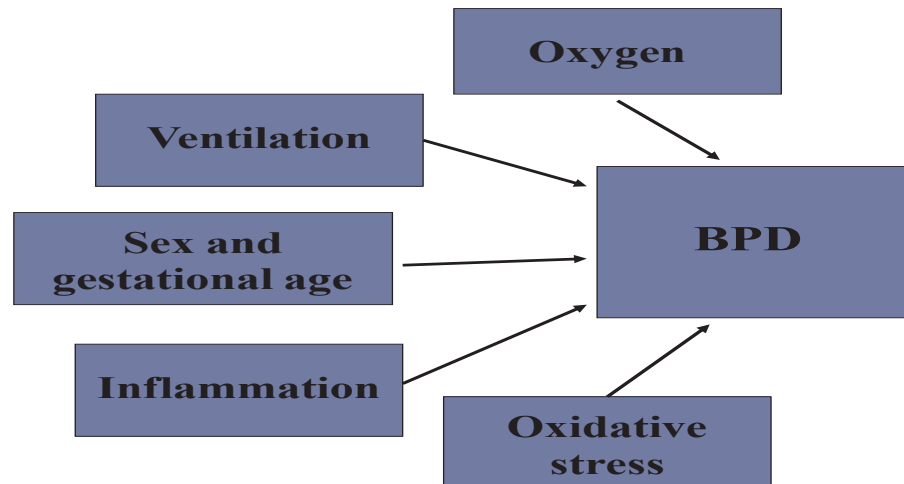 Oxygen
Ventilation
BPD
Sex and
gestational age
Inflammation
Oxidative
stress